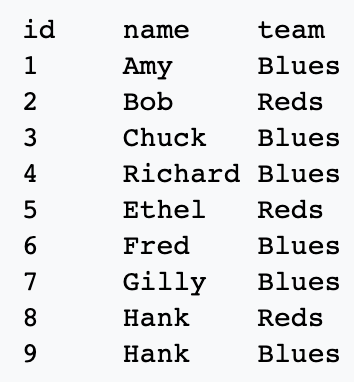 id name team
1 Amy Blues
2 Bob Reds
3 Chuck Blues
4 Richard Blues
5 Ethel Reds
6 Fred Blues
7 Gilly Blues
8 Hank Reds
9 Hank Blues